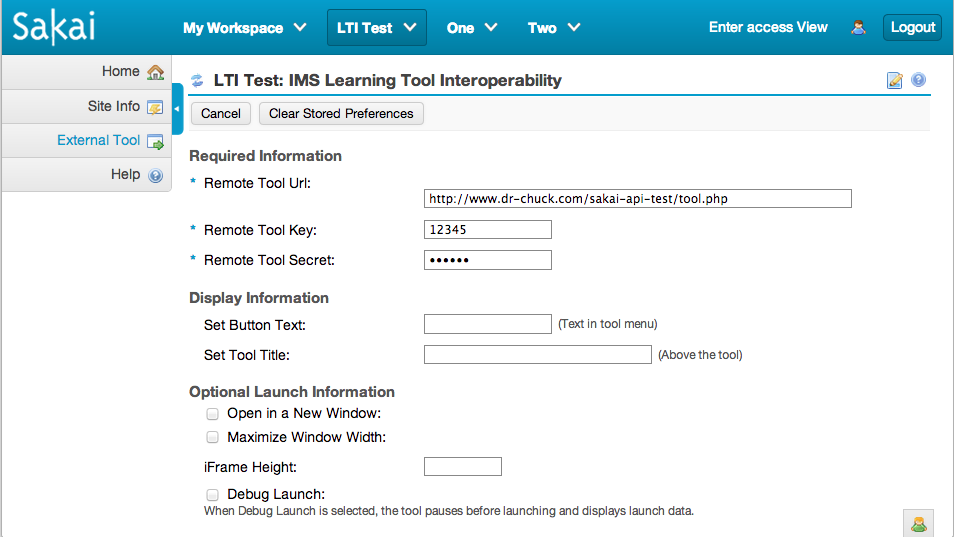 Sakai
My Workspace
LTI Test
One
Two
Enter access View
Logout
Home
Site Info
External Tool
Help
LTI Test: IMS Learning Tool Interoperability
Cancel
Clear Stored Preferences
Required Information
* Remote Tool Url:
http://www.dr-chuck.com/sakai-api-test/tool.php
* Remote Tool Key: 12345
* Remote Tool Secret: ••••••
Display Information
Set Button Text: (Text in tool menu)
Set Tool Title: (Above the tool)
Optional Launch Information
Open in a New Window:
Maximize Window Width:
iFrame Height:
Debug Launch:
When Debug Launch is selected, the tool pauses before launching and displays launch data.